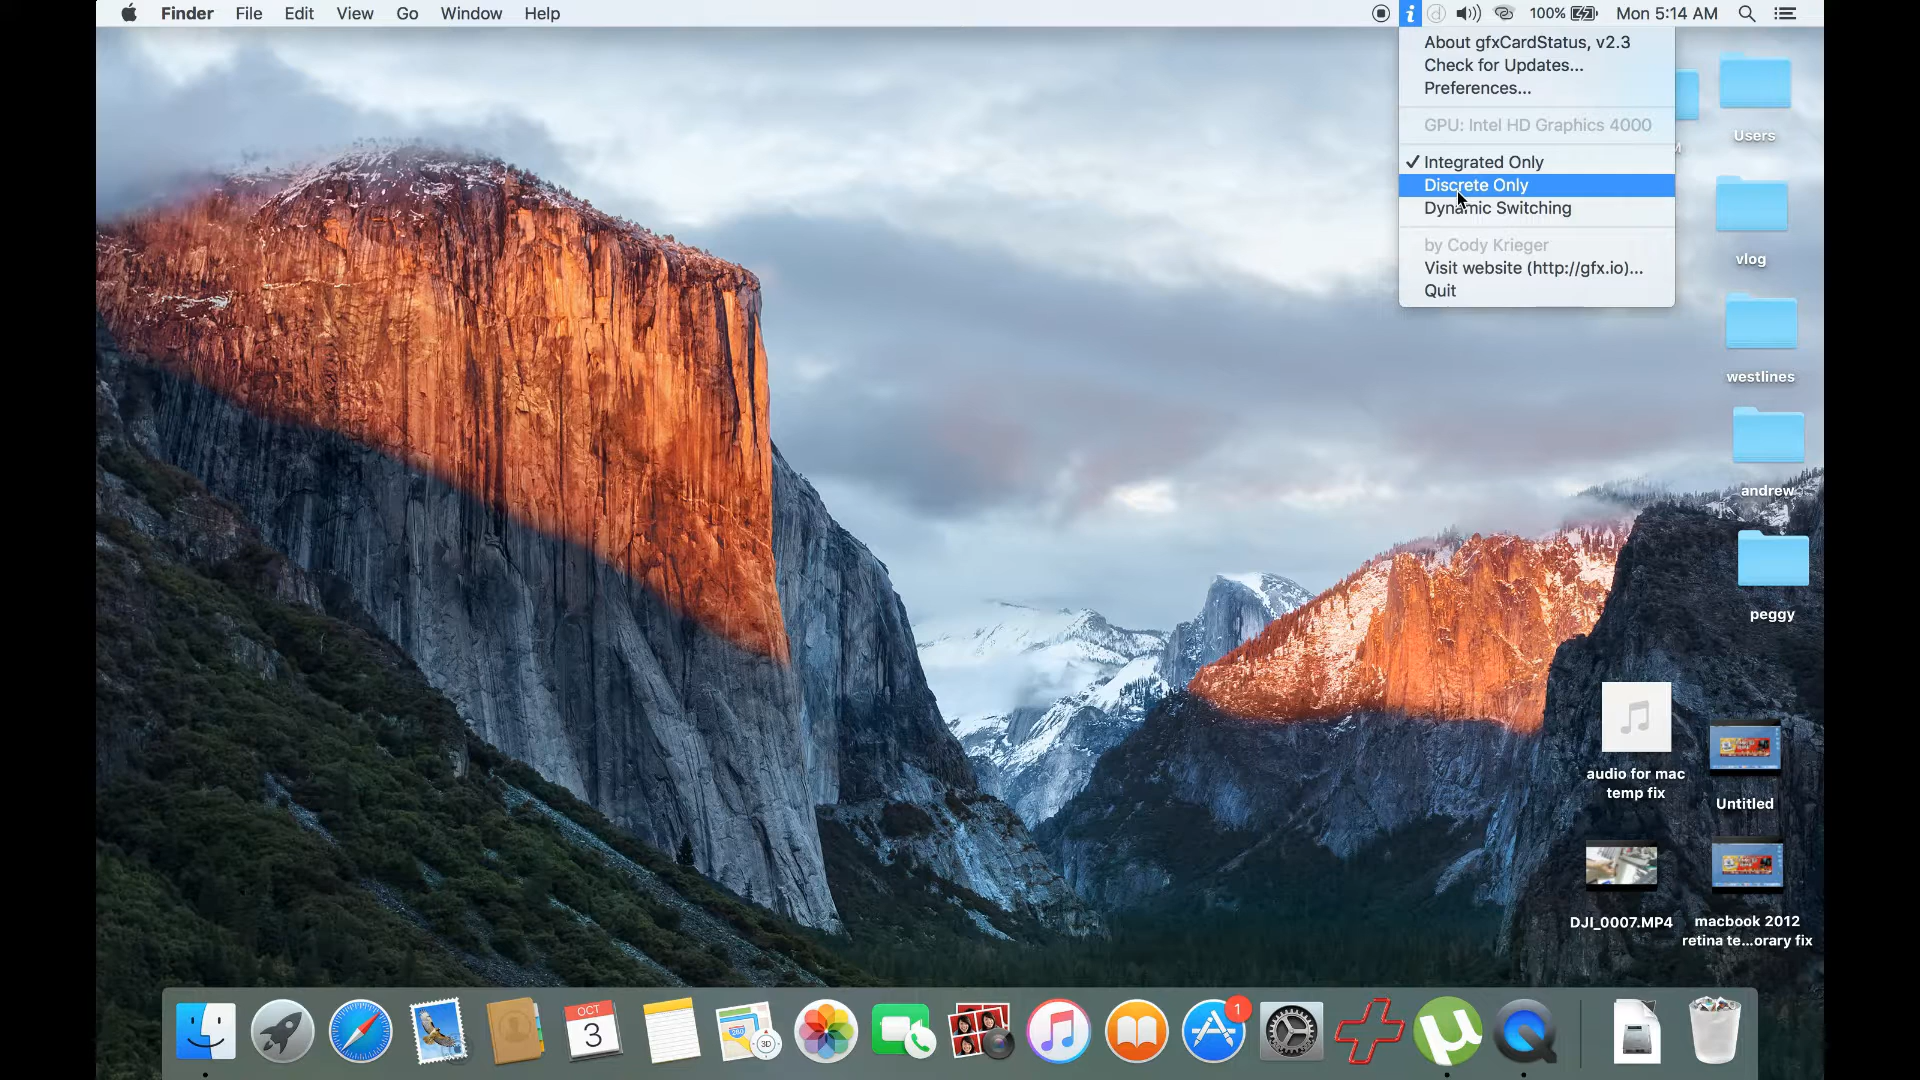 Finder File Edit View Go Window Help
i d 100% Mon 5:14 AM
About gfxCardStatus, v2.3
Check for Updates...
Preferences...
GPU: Intel HD Graphics 4000
✓ Integrated Only
Discrete Only
Dynamic Switching
by Cody Krieger
Visit website (http://gfx.io)...
Quit
Users
vlog
westlines
andrew
peggy
audio for mac
temp fix
Untitled
DJI_0007.MP4
macbook 2012
retina te...orary fix
OCT
3
280
3D
1